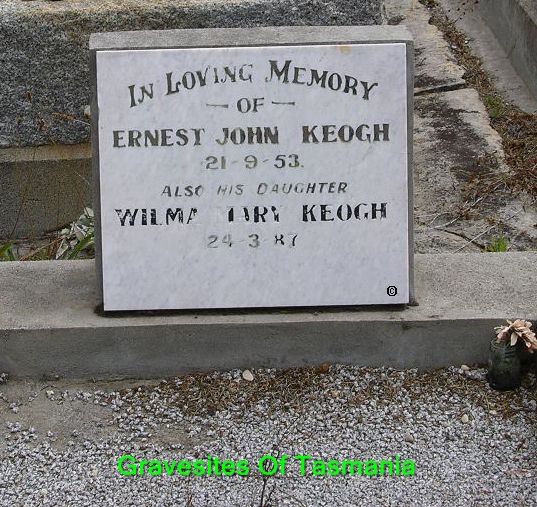 In Loving Memory
— OF —
ERNEST JOHN KEOGH
21-9-53.
ALSO HIS DAUGHTER
WILMA MARY KEOGH
24-3-87
©
Gravesites Of Tasmania